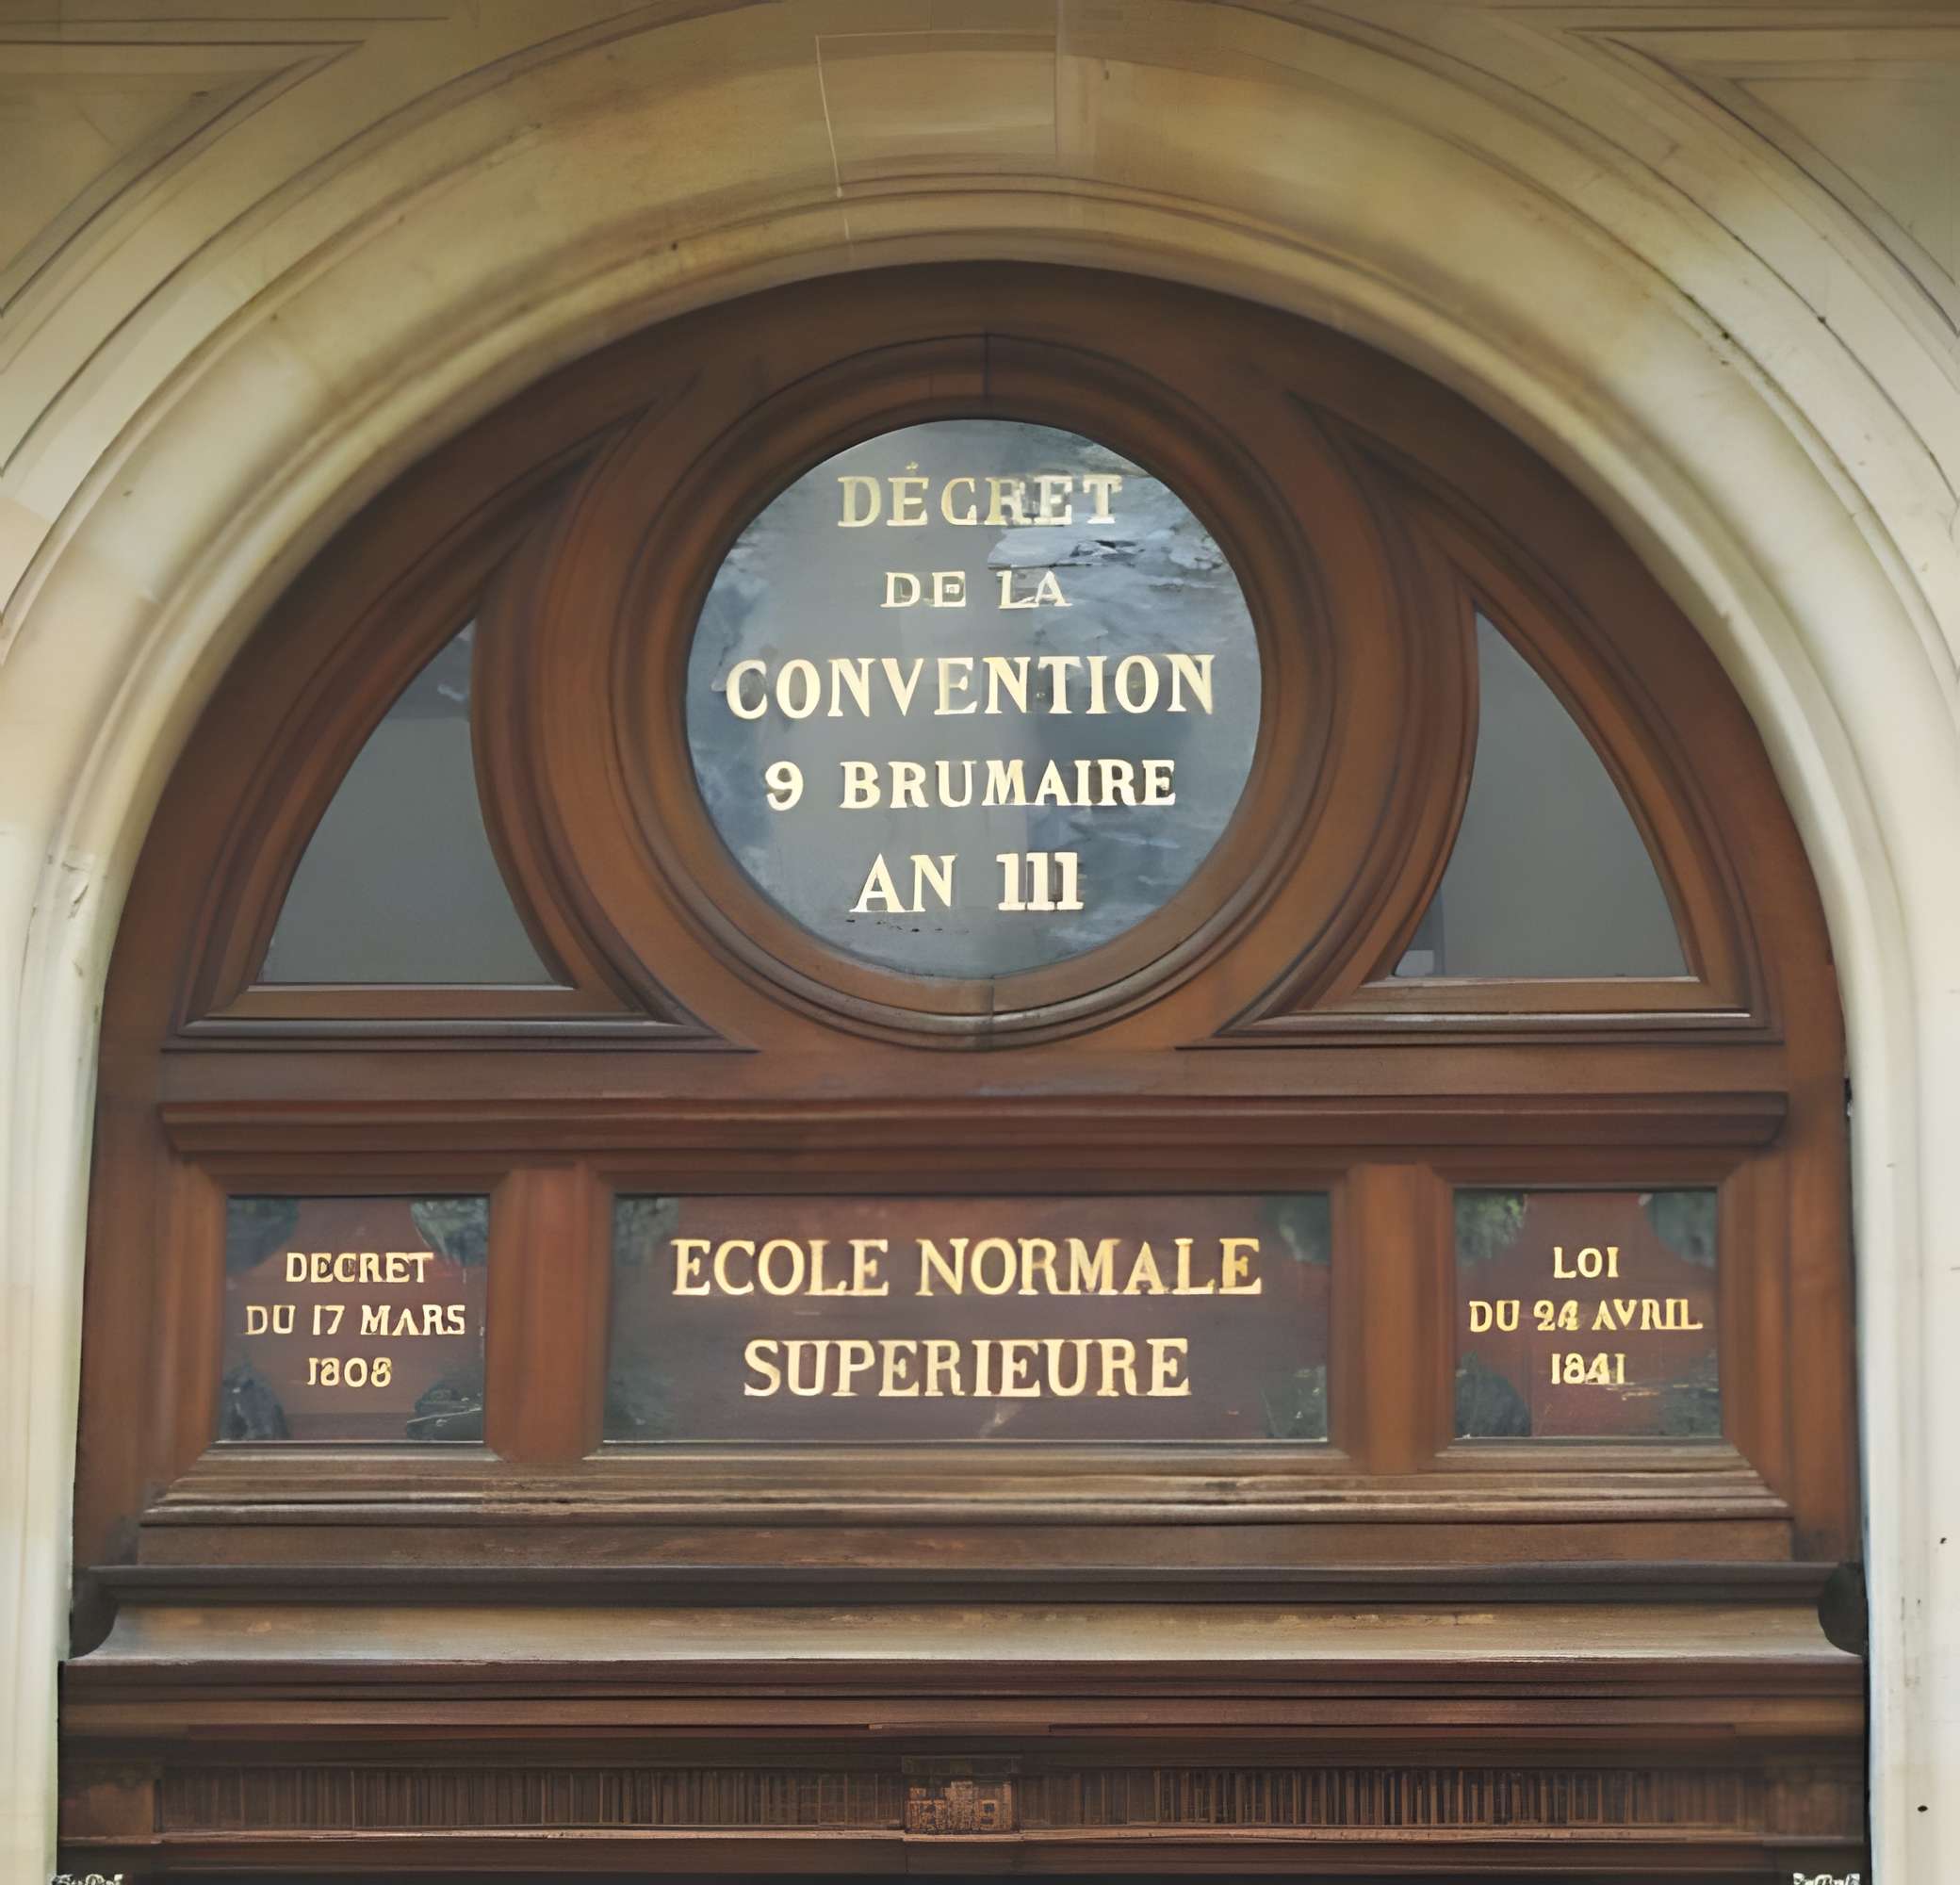 DÉCRET
DE LA
CONVENTION
9 BRUMAIRE
AN III
DECRET
DU 17 MARS
1808
ECOLE NORMALE
SUPERIEURE
LOI
DU 24 AVRIL
1841